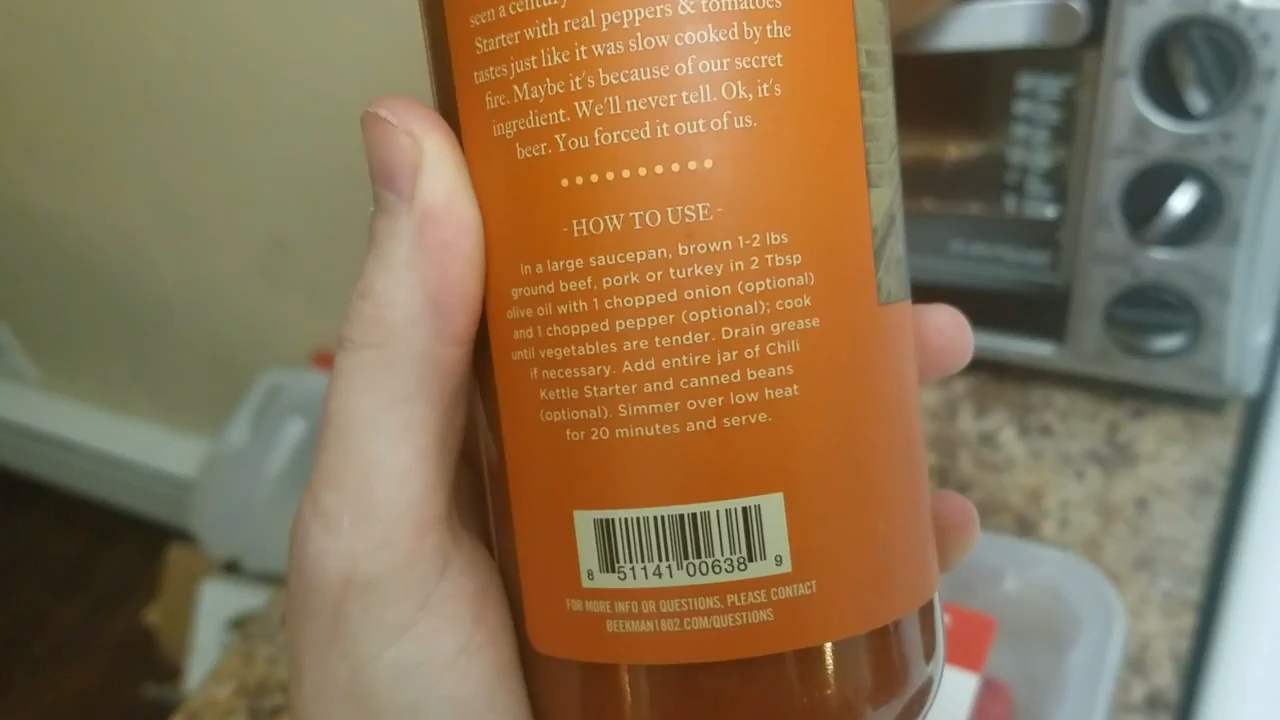 seen a century
Starter with real peppers & tomatoes
tastes just like it was slow cooked by the
fire. Maybe it's because of our secret
ingredient. We'll never tell. Ok, it's
beer. You forced it out of us.
- HOW TO USE -
In a large saucepan, brown 1-2 lbs
ground beef, pork or turkey in 2 Tbsp
olive oil with 1 chopped onion (optional)
and 1 chopped pepper (optional); cook
until vegetables are tender. Drain grease
if necessary. Add entire jar of Chili
Kettle Starter and canned beans
(optional). Simmer over low heat
for 20 minutes and serve.
8 51141 00638 9
FOR MORE INFO OR QUESTIONS, PLEASE CONTACT
BEEKMAN1802.COM/QUESTIONS